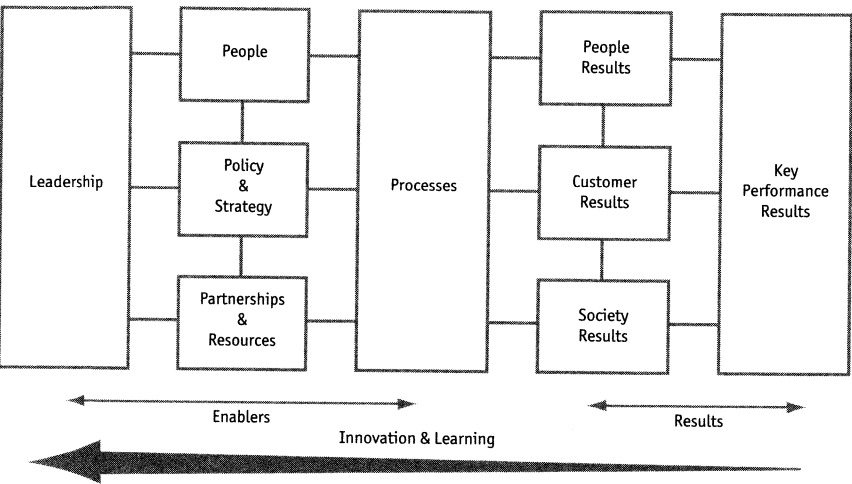 Leadership
People
Policy
&
Strategy
Partnerships
&
Resources
Processes
People
Results
Customer
Results
Society
Results
Key
Performance
Results
Enablers
Results
Innovation & Learning